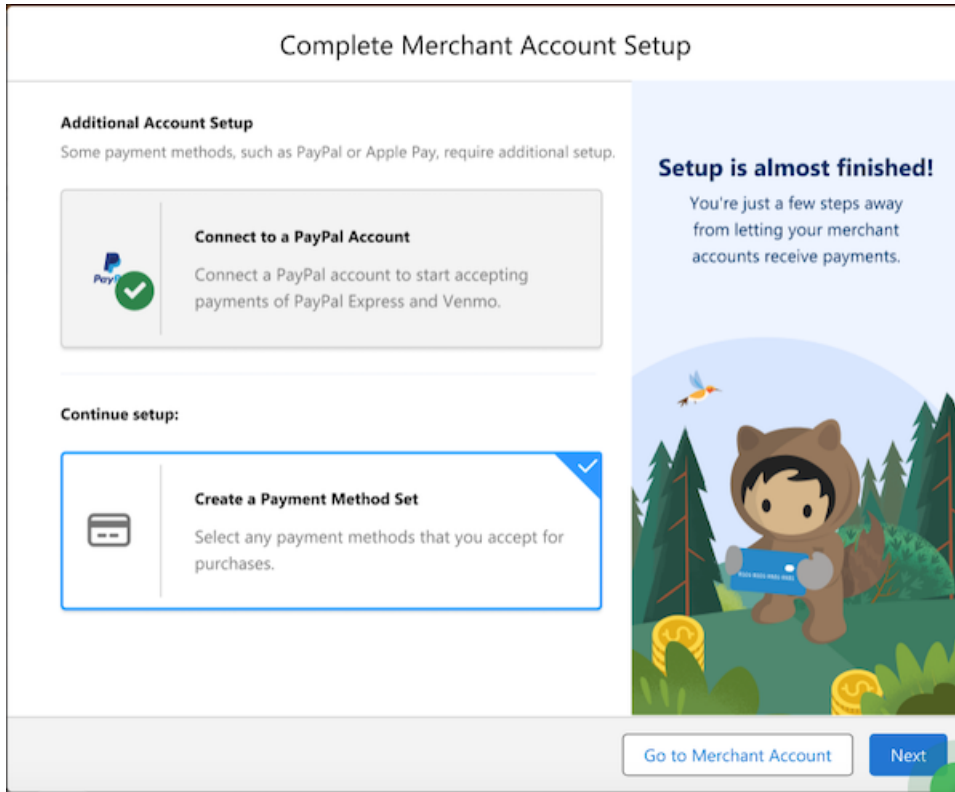 Complete Merchant Account Setup
Additional Account Setup
Some payment methods, such as PayPal or Apple Pay, require additional setup.
Connect to a PayPal Account
Connect a PayPal account to start accepting
payments of PayPal Express and Venmo.
Continue setup:
Create a Payment Method Set
Select any payment methods that you accept for
purchases.
Setup is almost finished!
You're just a few steps away
from letting your merchant
accounts receive payments.
Go to Merchant Account
Next